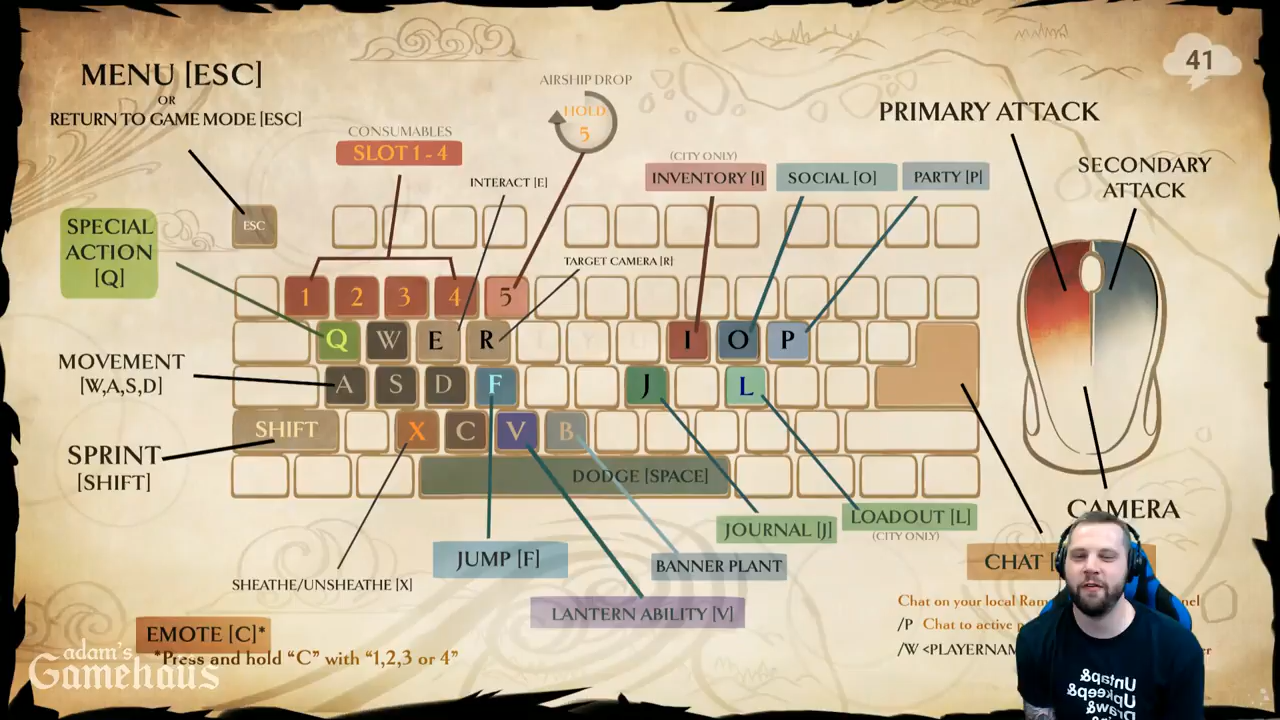 MENU [ESC]
OR
RETURN TO GAME MODE [ESC]
41
AIRSHIP DROP
HOLD
5
PRIMARY ATTACK
CONSUMABLES
SLOT 1 - 4
SECONDARY
ATTACK
INTERACT [E]
(CITY ONLY)
INVENTORY [I]
SOCIAL [O]
PARTY [P]
ESC
SPECIAL
ACTION
[Q]
TARGET CAMERA [R]
1 2 3 4 5
Q W E R I O P
MOVEMENT
[W,A,S,D]
A S D F J L
SHIFT X C V B
SPRINT
[SHIFT]
DODGE [SPACE]
CAMERA
LOADOUT [L]
(CITY ONLY)
JOURNAL [J]
JUMP [F]
BANNER PLANT
CHAT [
SHEATHE/UNSHEATHE [X]
LANTERN ABILITY [V]
Chat on your local
/P Chat to active
/W <PLAYERNAM
EMOTE [C]*
*Press and hold "C" with "1,2,3 or 4"
adam's
Gamehaus
Untap&
Upkeep&
Draw&